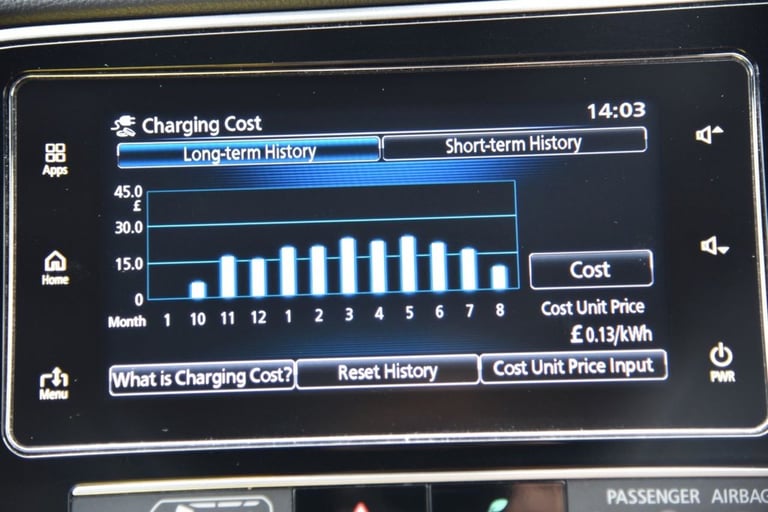 14:03
Charging Cost
Long-term History
Short-term History
Apps
45.0
£
30.0
15.0
0
Home
Cost
Month 1 10 11 12 1 2 3 4 5 6 7 8
Cost Unit Price
£0.13/kWh
What is Charging Cost?
Reset History
Cost Unit Price Input
Menu
PWR
PASSENGER AIRBAG